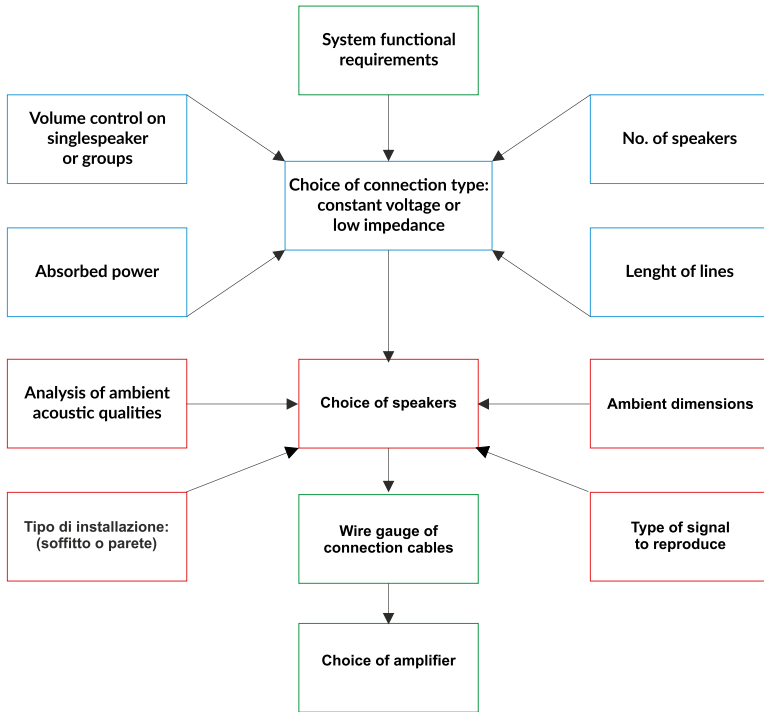 System functional
requirements
Volume control on
singlespeaker
or groups
No. of speakers
Choice of connection type:
constant voltage or
low impedance
Absorbed power
Lenght of lines
Analysis of ambient
acoustic qualities
Choice of speakers
Ambient dimensions
Tipo di installazione:
(soffitto o parete)
Wire gauge of
connection cables
Type of signal
to reproduce
Choice of amplifier